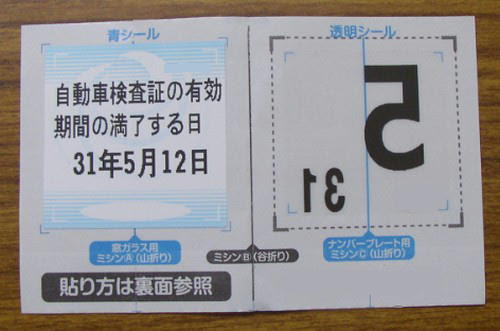 青シール
自動車検査証の有効
期間の満了する日
31年5月12日
窓ガラス用
ミシンA(山折り)
貼り方は裏面参照
ミシンB(谷折り)
透明シール
5
31
ナンバープレート用
ミシンC(山折り)